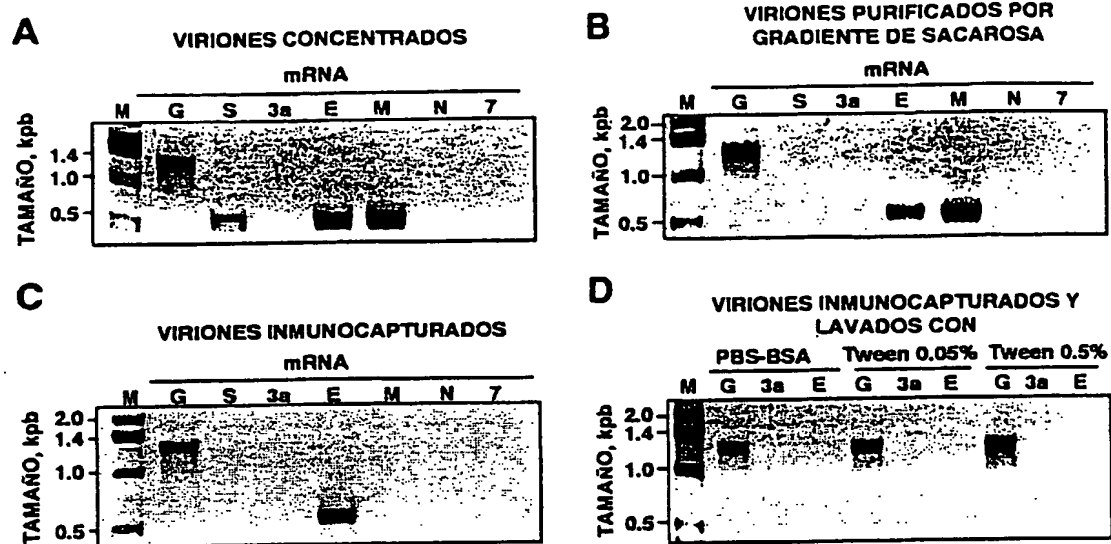 A
VIRIONES CONCENTRADOS
mRNA
M G S 3a E M N 7
TAMAÑO, kpb
1.4
1.0
0.5
B
VIRIONES PURIFICADOS POR
GRADIENTE DE SACAROSA
mRNA
M G S 3a E M N 7
TAMAÑO, kpb
2.0
1.4
1.0
0.5
C
VIRIONES INMUNOCAPTURADOS
mRNA
M G S 3a E M N 7
TAMAÑO, kpb
2.0
1.4
1.0
0.5
D
VIRIONES INMUNOCAPTURADOS Y
LAVADOS CON
PBS-BSA Tween 0.05% Tween 0.5%
M G 3a E G 3a E G 3a E
TAMAÑO, kpb
2.0
1.4
1.0
0.5